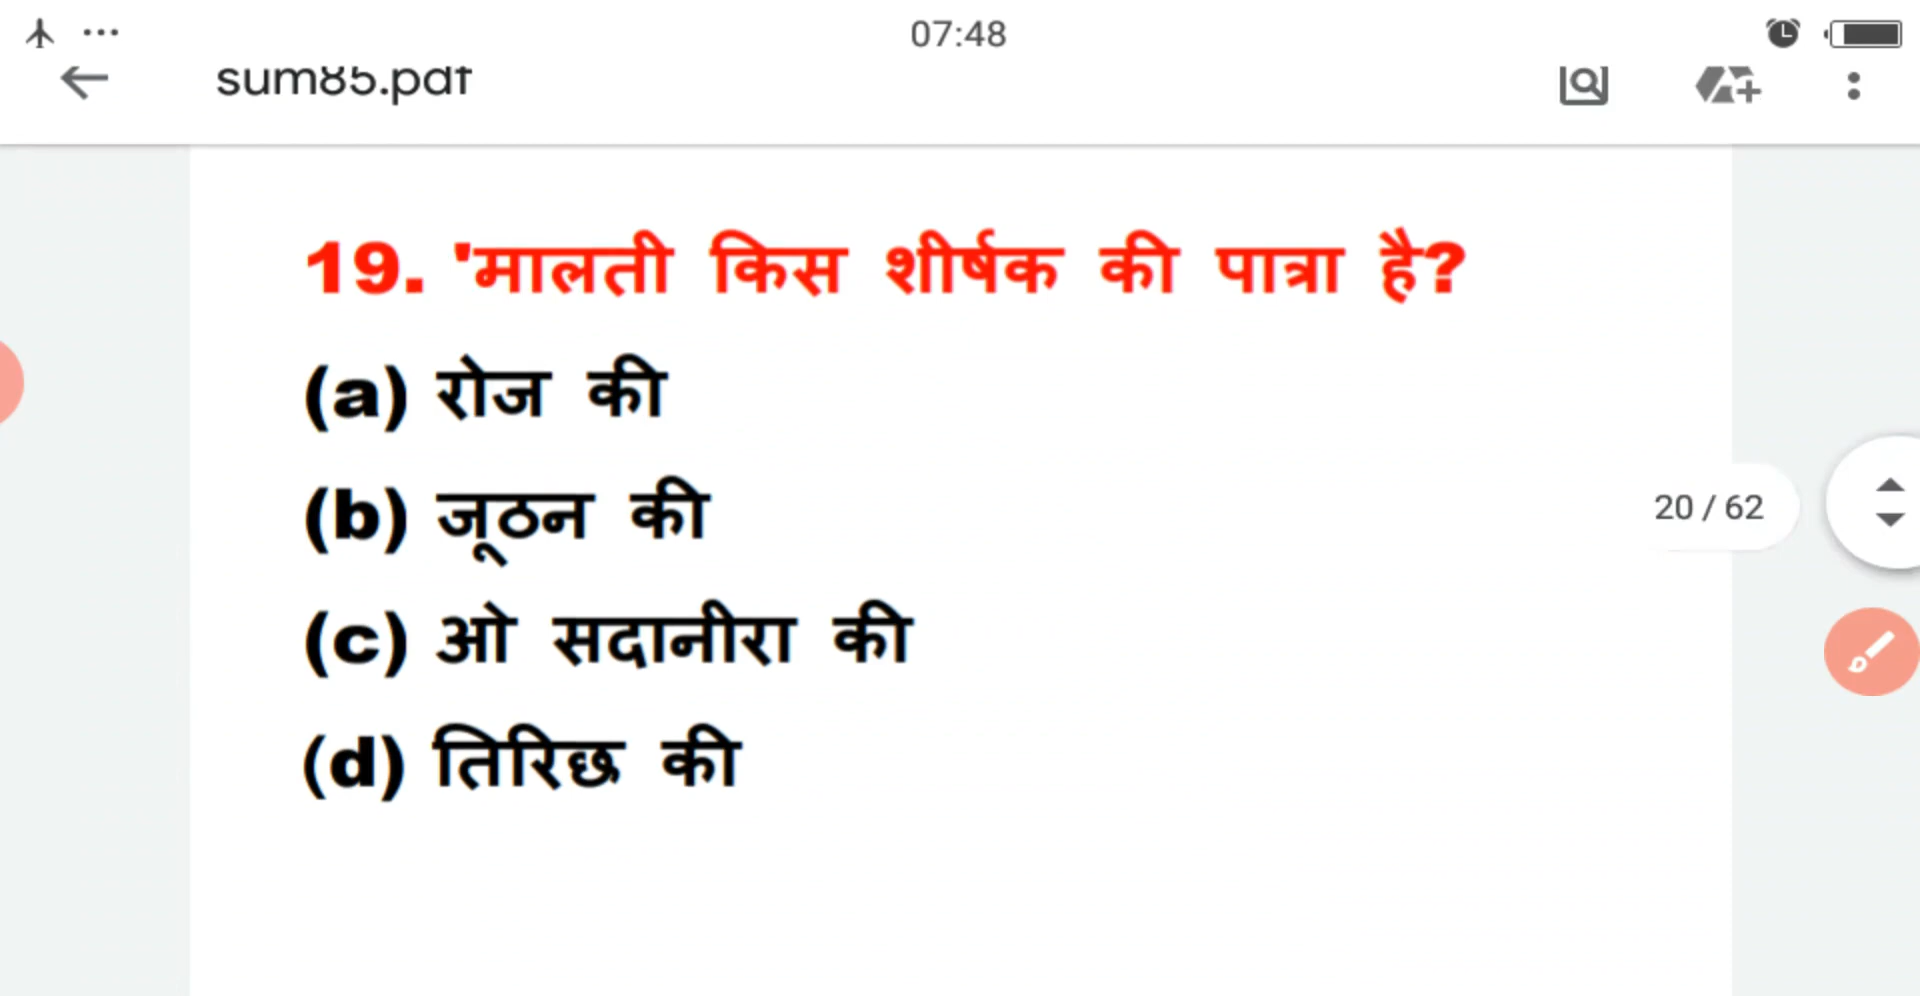 07:48
sum85.pdf
19. 'मालती किस शीर्षक की पात्रा है?
(a) रोज की
(b) जूठन की
20 / 62
(c) ओ सदानीरा की
(d) तिरिछ की